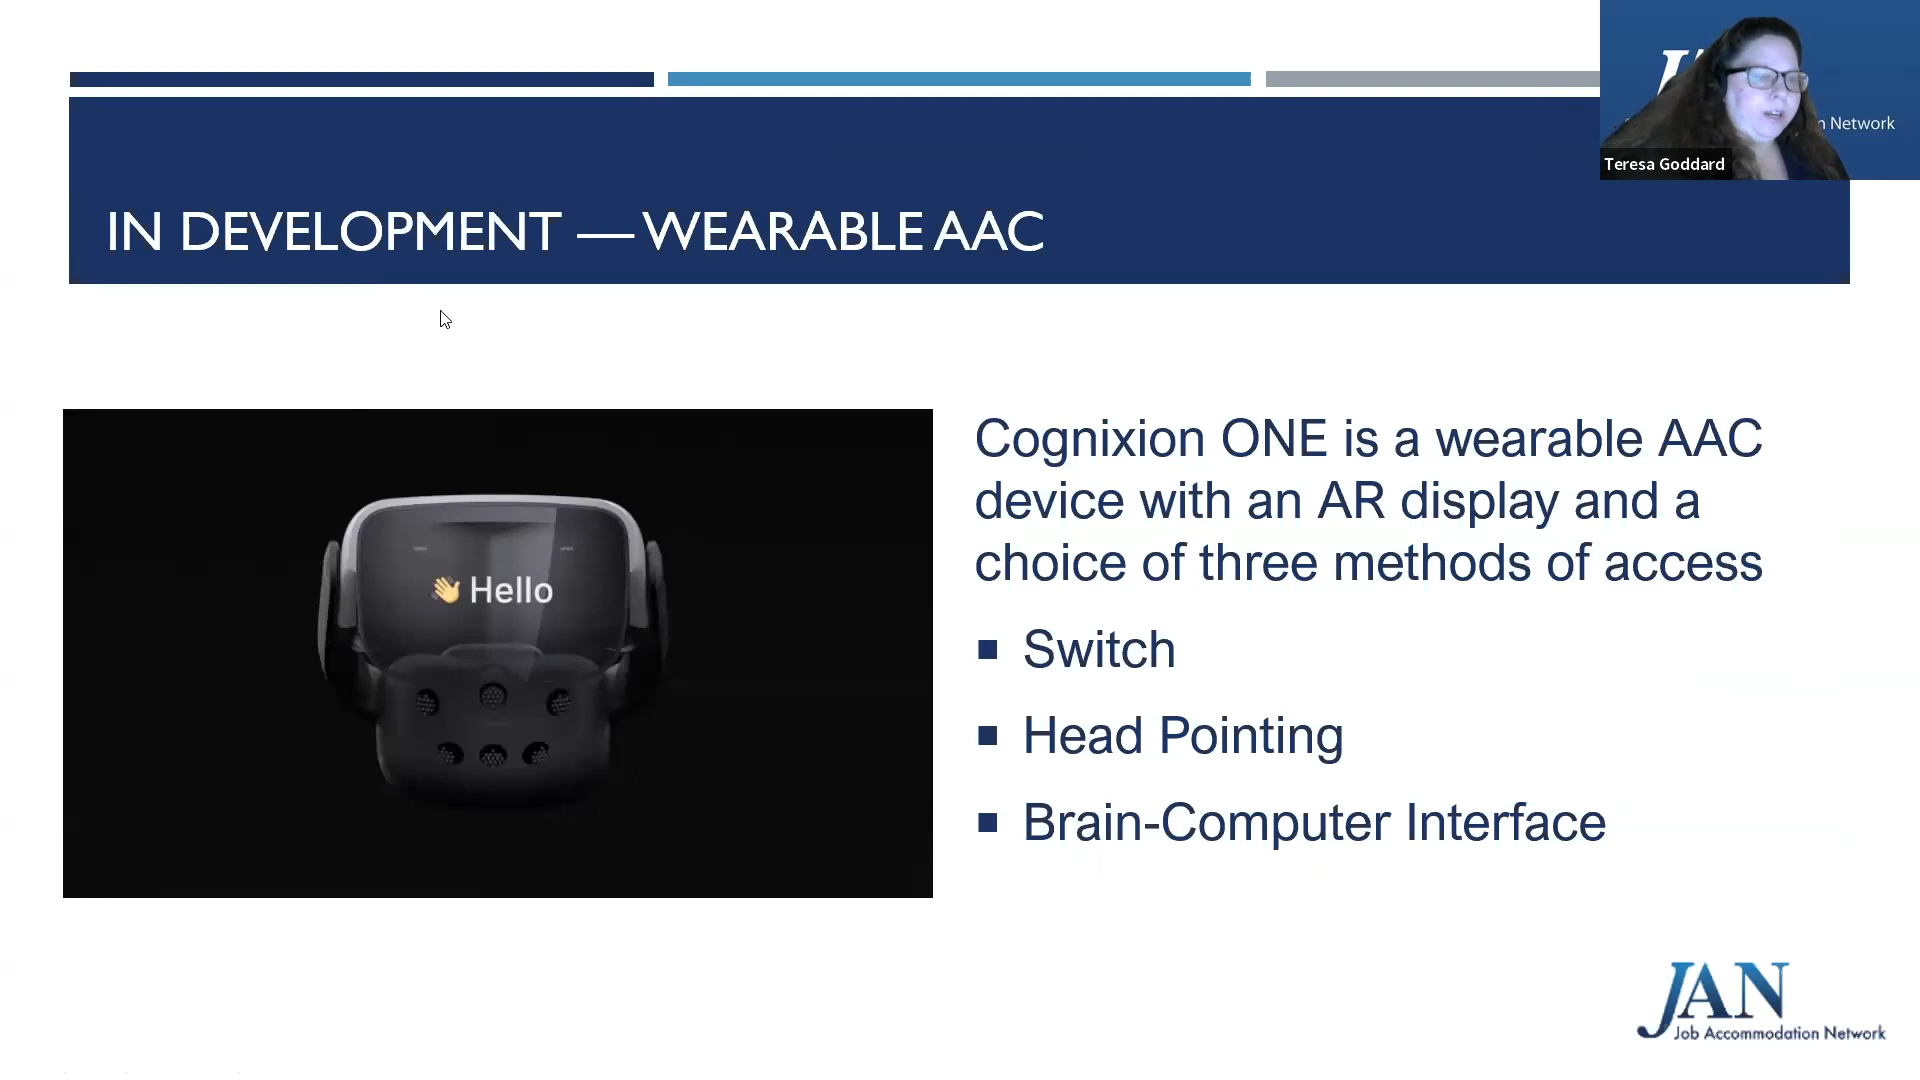 n Network
Teresa Goddard
IN DEVELOPMENT — WEARABLE AAC
👋 Hello
Cognixion ONE is a wearable AAC
device with an AR display and a
choice of three methods of access
■ Switch
■ Head Pointing
■ Brain-Computer Interface
JAN
Job Accommodation Network